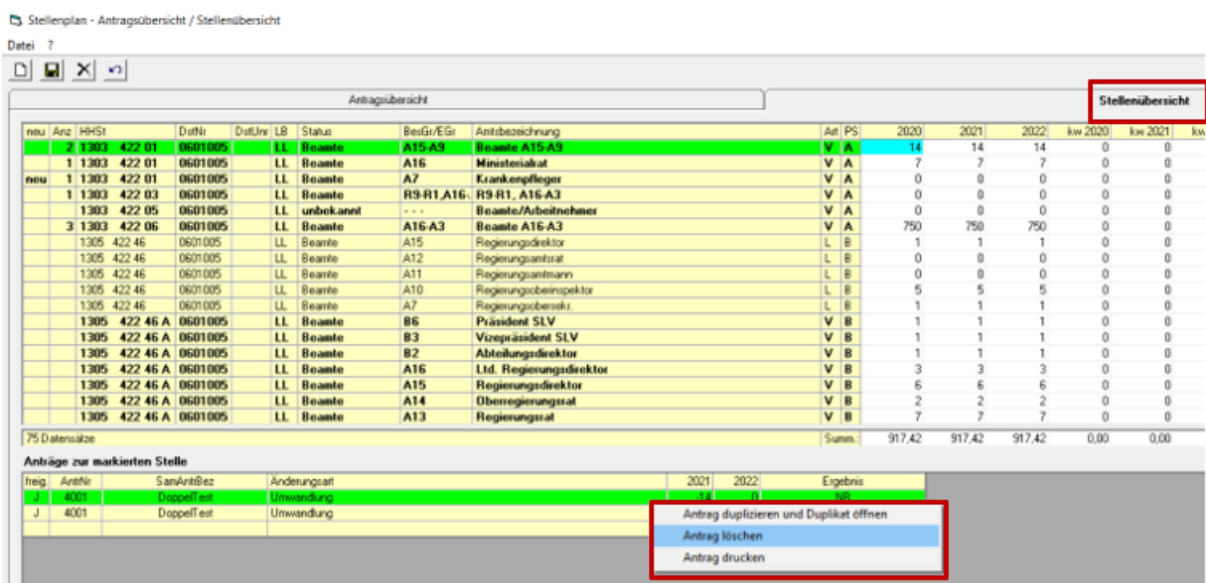 Stellenplan - Antragsübersicht / Stellenübersicht
Datei ?
Antragsübersicht Stellenübersicht
neu Anz HHSt DstNr DstUnr LB Status BesGr/EGr Amtsbezeichnung Art PS 2020 2021 2022 kw 2020 kw 2021 kw
2 1303 422 01 0601005 LL Beamte A15-A9 Beamte A15-A9 V A 14 14 14 0 0
1 1303 422 01 0601005 LL Beamte A16 Ministerialrat V A 7 7 7 0 0
neu 1 1303 422 01 0601005 LL Beamte A7 Krankenpfleger V A 0 0 0 0 0
1 1303 422 03 0601005 LL Beamte R9-R1,A16- R9-R1, A16-A3 V A 0 0 0 0 0
1303 422 05 0601005 LL unbekannt - - - Beamte/Arbeitnehmer V A 0 0 0 0 0
3 1303 422 06 0601005 LL Beamte A16-A3 Beamte A16-A3 V A 750 750 750 0 0
1305 422 46 0601005 LL Beamte A15 Regierungsdirektor L B 1 1 1 0 0
1305 422 46 0601005 LL Beamte A12 Regierungsamtsrat L B 0 0 0 0 0
1305 422 46 0601005 LL Beamte A11 Regierungsamtmann L B 0 0 0 0 0
1305 422 46 0601005 LL Beamte A10 Regierungsoberinspektor L B 5 5 5 0 0
1305 422 46 0601005 LL Beamte A7 Regierungsobersekr. L B 1 1 1 0 0
1305 422 46 A 0601005 LL Beamte B6 Präsident SLV V B 1 1 1 0 0
1305 422 46 A 0601005 LL Beamte B3 Vizepräsident SLV V B 1 1 1 0 0
1305 422 46 A 0601005 LL Beamte B2 Abteilungsdirektor V B 1 1 1 0 0
1305 422 46 A 0601005 LL Beamte A16 Ltd. Regierungsdirektor V B 3 3 3 0 0
1305 422 46 A 0601005 LL Beamte A15 Regierungsdirektor V B 6 6 6 0 0
1305 422 46 A 0601005 LL Beamte A14 Oberregierungsrat V B 2 2 2 0 0
1305 422 46 A 0601005 LL Beamte A13 Regierungsrat V B 7 7 7 0 0
75 Datensätze Summ.: 917,42 917,42 917,42 0,00 0,00
Anträge zur markierten Stelle
freig. AntrNr SamAntrBez Änderungsart 2021 2022 Ergebnis
J 4001 DoppelTest Umwandlung -14 0 NR
J 4001 DoppelTest Umwandlung
Antrag duplizieren und Duplikat öffnen
Antrag löschen
Antrag drucken